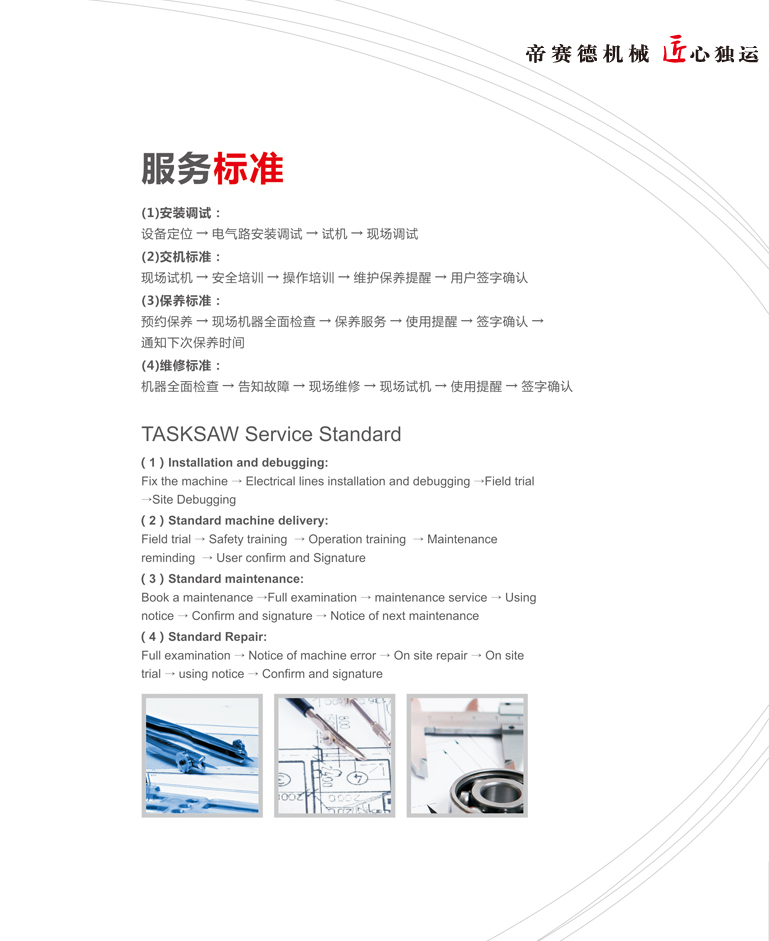 帝赛德机械 匠心独运
服务标准
(1)安装调试：
设备定位 → 电气路安装调试 → 试机 → 现场调试
(2)交机标准：
现场试机 → 安全培训 → 操作培训 → 维护保养提醒 → 用户签字确认
(3)保养标准：
预约保养 → 现场机器全面检查 → 保养服务 → 使用提醒 → 签字确认 →
通知下次保养时间
(4)维修标准：
机器全面检查 → 告知故障 → 现场维修 → 现场试机 → 使用提醒 → 签字确认
TASKSAW Service Standard
( 1 ) Installation and debugging:
Fix the machine → Electrical lines installation and debugging →Field trial
→Site Debugging
( 2 ) Standard machine delivery:
Field trial → Safety training → Operation training → Maintenance
reminding → User confirm and Signature
( 3 ) Standard maintenance:
Book a maintenance →Full examination → maintenance service → Using
notice → Confirm and signature → Notice of next maintenance
( 4 ) Standard Repair:
Full examination → Notice of machine error → On site repair → On site
trial → using notice → Confirm and signature